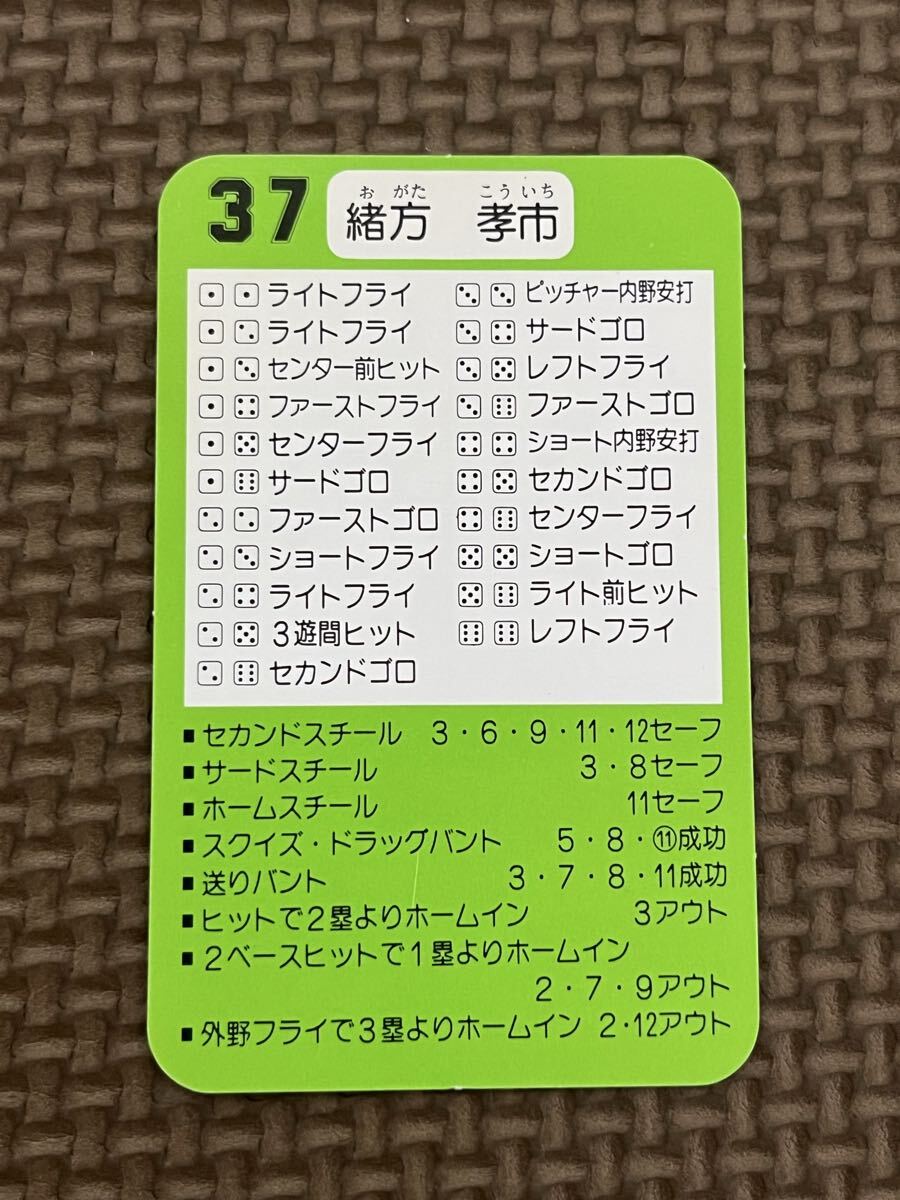 37 緒方 孝市
お がた こう いち
⚀ ⚀ ライトフライ
⚀ ⚁ ライトフライ
⚀ ⚂ センター前ヒット
⚀ ⚃ ファーストフライ
⚀ ⚄ センターフライ
⚀ ⚅ サードゴロ
⚁ ⚁ ファーストゴロ
⚁ ⚂ ショートフライ
⚁ ⚃ ライトフライ
⚁ ⚄ 3遊間ヒット
⚁ ⚅ セカンドゴロ
⚂ ⚂ ピッチャー内野安打
⚂ ⚃ サードゴロ
⚂ ⚄ レフトフライ
⚂ ⚅ ファーストゴロ
⚃ ⚃ ショート内野安打
⚃ ⚄ セカンドゴロ
⚃ ⚅ センターフライ
⚄ ⚄ ショートゴロ
⚄ ⚅ ライト前ヒット
⚅ ⚅ レフトフライ
■セカンドスチール 3・6・9・11・12セーフ
■サードスチール 3・8セーフ
■ホームスチール 11セーフ
■スクイズ・ドラッグバント 5・8・⑪成功
■送りバント 3・7・8・11成功
■ヒットで2塁よりホームイン 3アウト
■2ベースヒットで1塁よりホームイン
2・7・9アウト
■外野フライで3塁よりホームイン 2・12アウト